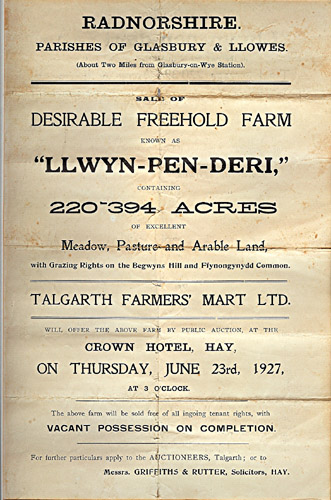 RADNORSHIRE.
PARISHES OF GLASBURY & LLOWES.
(About Two Miles from Glasbury-on-Wye Station).
SALE OF
DESIRABLE FREEHOLD FARM
KNOWN AS
"LLWYN-PEN-DERI,"
CONTAINING
220-394 ACRES
OF EXCELLENT
Meadow, Pasture and Arable Land,
with Grazing Rights on the Begwyns Hill and Ffynongynydd Common.
TALGARTH FARMERS' MART LTD.
WILL OFFER THE ABOVE FARM BY PUBLIC AUCTION, AT THE
CROWN HOTEL, HAY,
ON THURSDAY, JUNE 23rd, 1927,
AT 3 O'CLOCK.
The above farm will be sold free of all ingoing tenant rights, with
VACANT POSSESSION ON COMPLETION.
For further particulars apply to the AUCTIONEERS, Talgarth; or to
Messrs. GRIFFITHS & RUTTER, Solicitors, HAY.